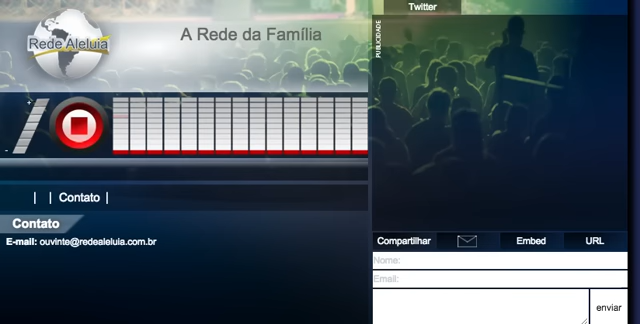 Twitter
Rede Aleluia
A Rede da Família
PUBLICIDADE
+
-
| | Contato |
Contato
E-mail: ouvinte@redealeluia.com.br
Compartilhar Embed URL
Nome:
Email:
enviar